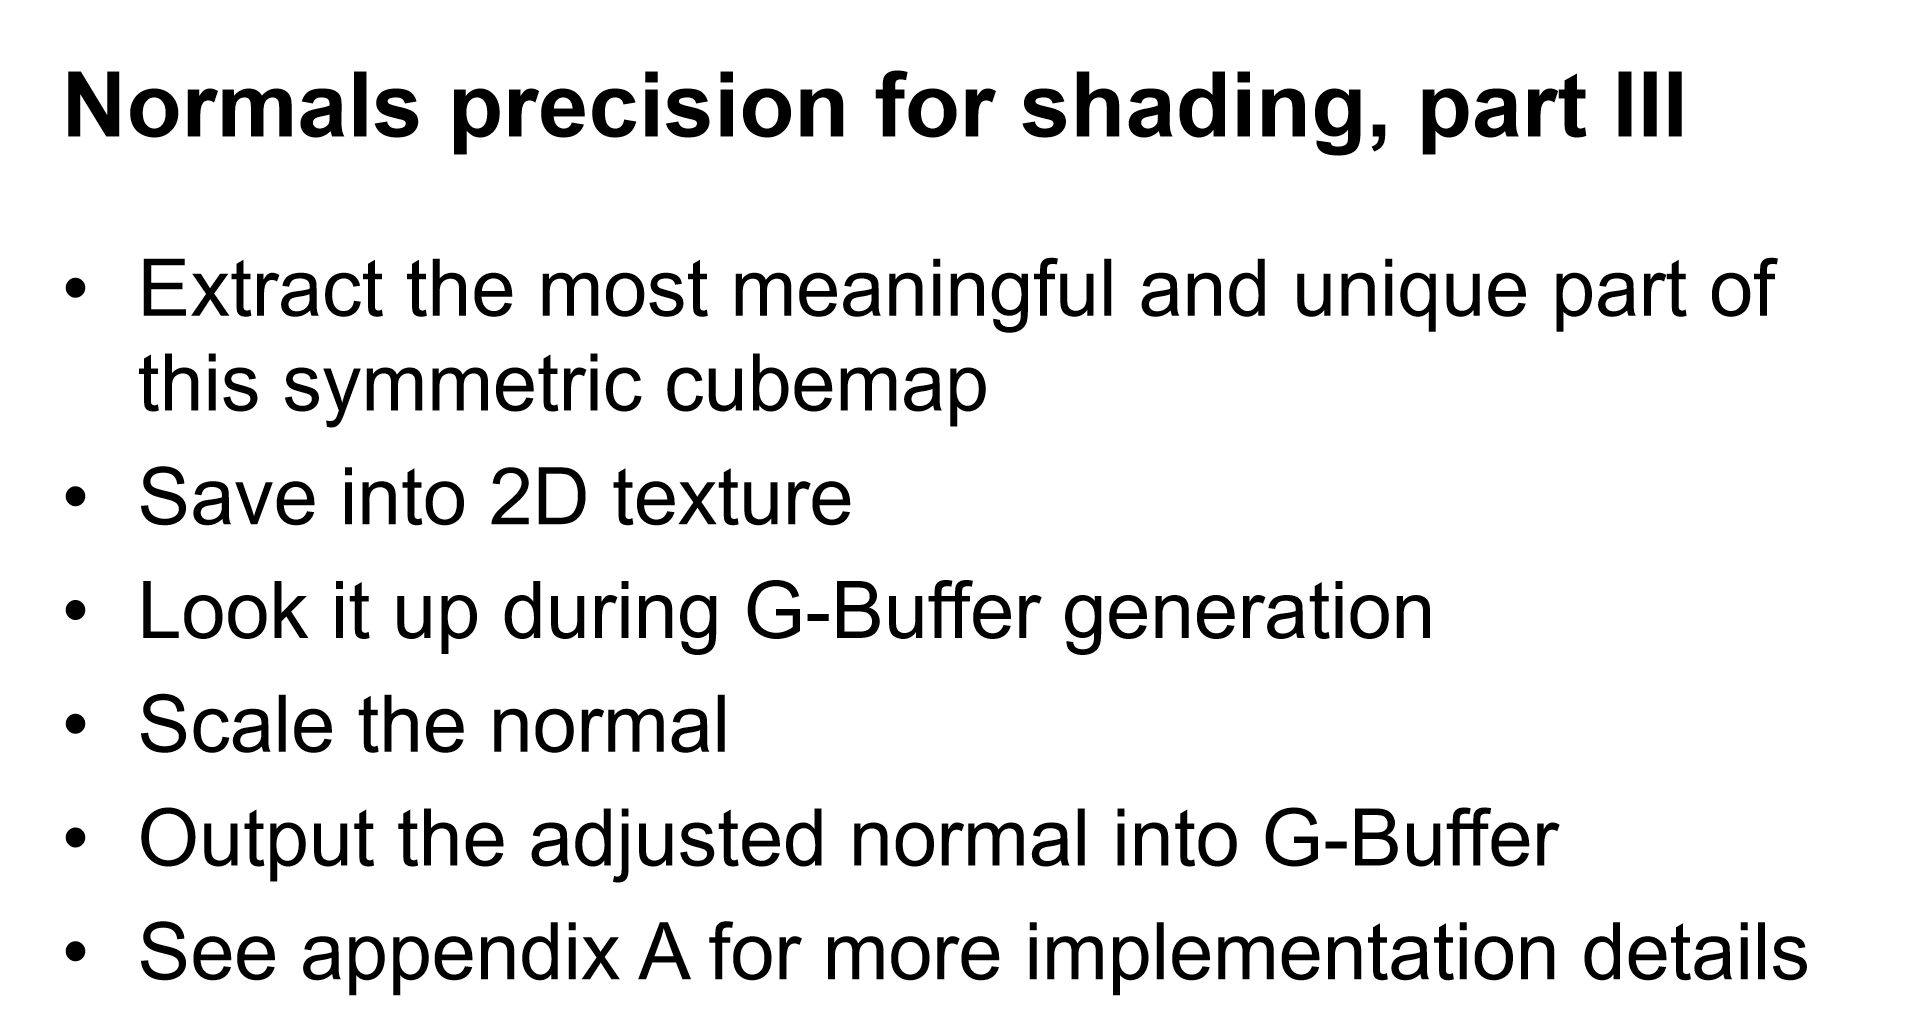 Normals precision for shading, part III
• Extract the most meaningful and unique part of
this symmetric cubemap
• Save into 2D texture
• Look it up during G-Buffer generation
• Scale the normal
• Output the adjusted normal into G-Buffer
• See appendix A for more implementation details